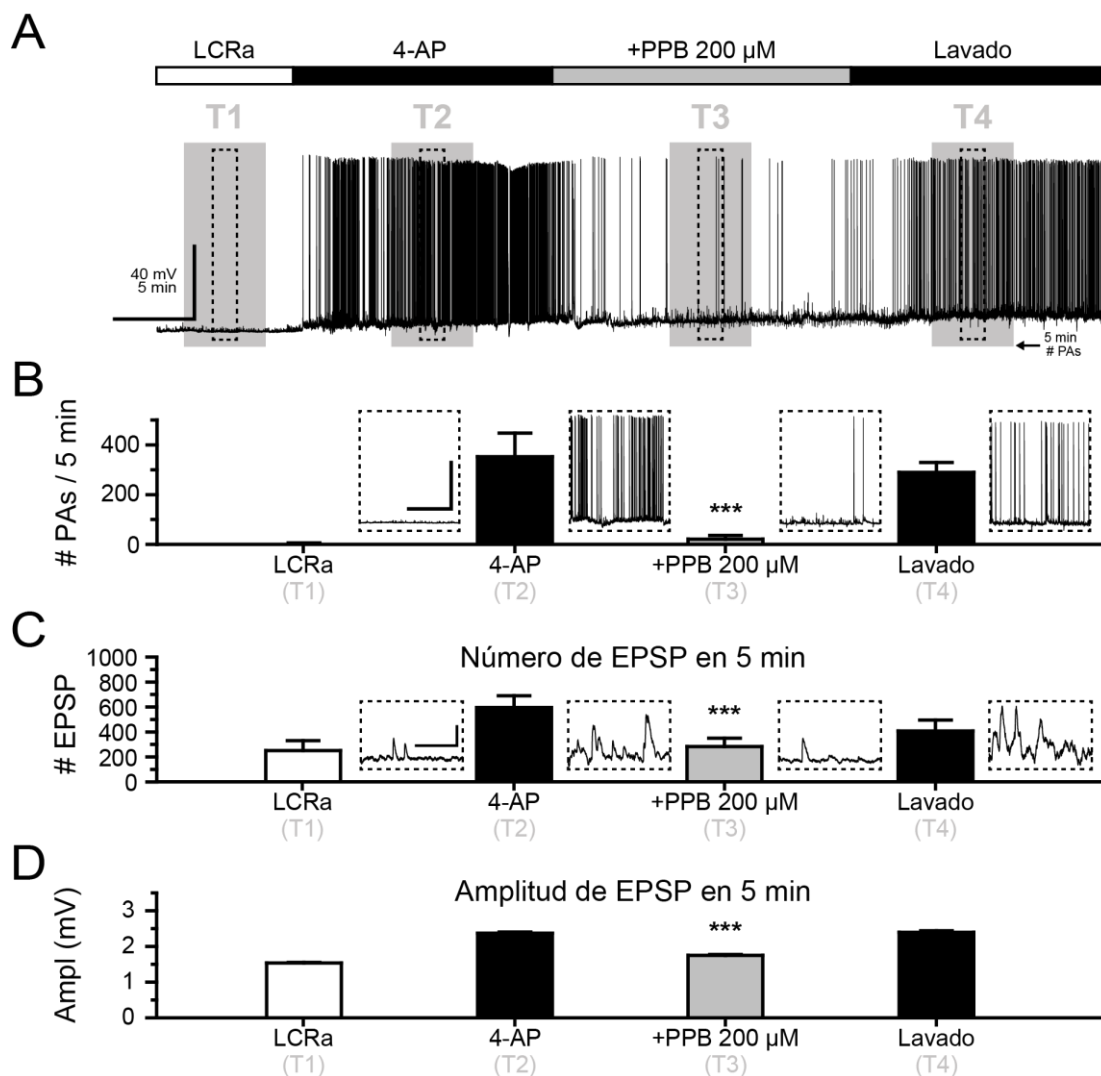 A
LCRa 4-AP +PPB 200 µM Lavado
T1 T2 T3 T4
40 mV
5 min
5 min
# PAs
B
# PAs / 5 min
400
200
0
***
LCRa 4-AP +PPB 200 µM Lavado
(T1) (T2) (T3) (T4)
C
Número de EPSP en 5 min
# EPSP
1000
800
600
400
200
0
***
LCRa 4-AP +PPB 200 µM Lavado
(T1) (T2) (T3) (T4)
D
Amplitud de EPSP en 5 min
Ampl (mV)
3
2
1
0
***
LCRa 4-AP +PPB 200 µM Lavado
(T1) (T2) (T3) (T4)